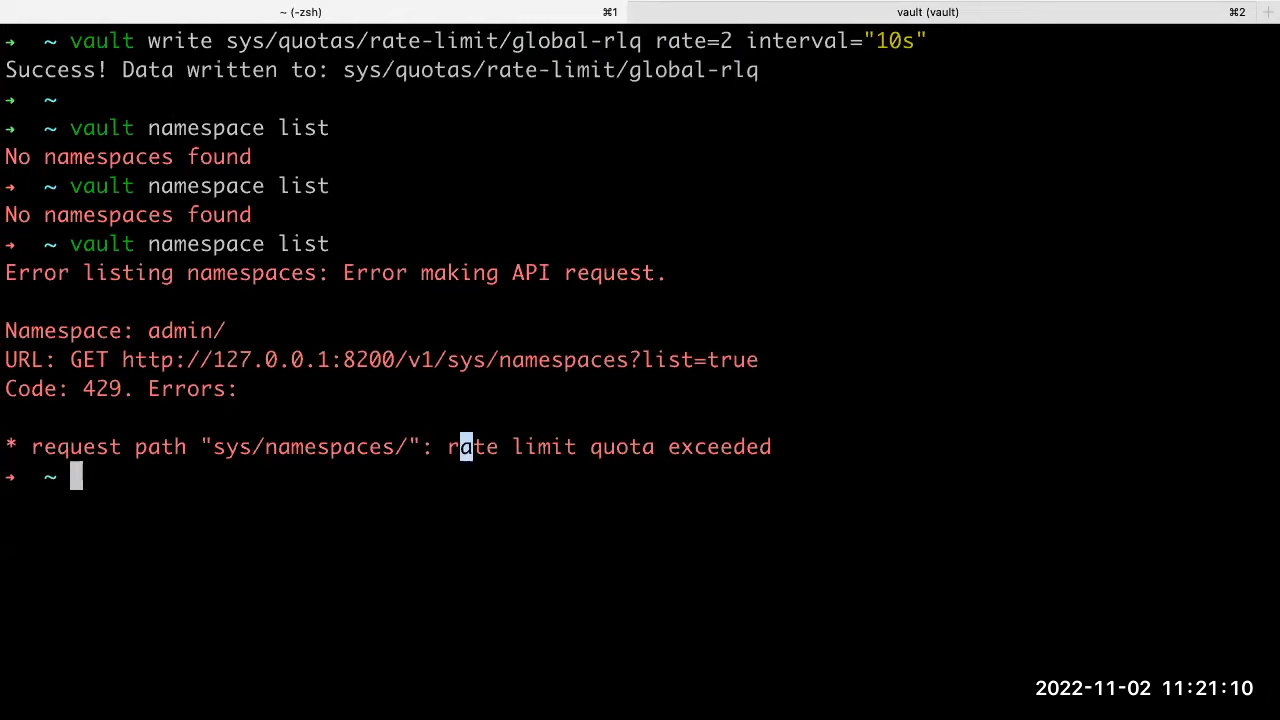 ~ (-zsh) ⌘1 vault (vault) ⌘2 +
→ ~ vault write sys/quotas/rate-limit/global-rlq rate=2 interval="10s"
Success! Data written to: sys/quotas/rate-limit/global-rlq
→ ~
→ ~ vault namespace list
No namespaces found
→ ~ vault namespace list
No namespaces found
→ ~ vault namespace list
Error listing namespaces: Error making API request.
Namespace: admin/
URL: GET http://127.0.0.1:8200/v1/sys/namespaces?list=true
Code: 429. Errors:
* request path "sys/namespaces/": rate limit quota exceeded
→ ~
2022-11-02 11:21:10